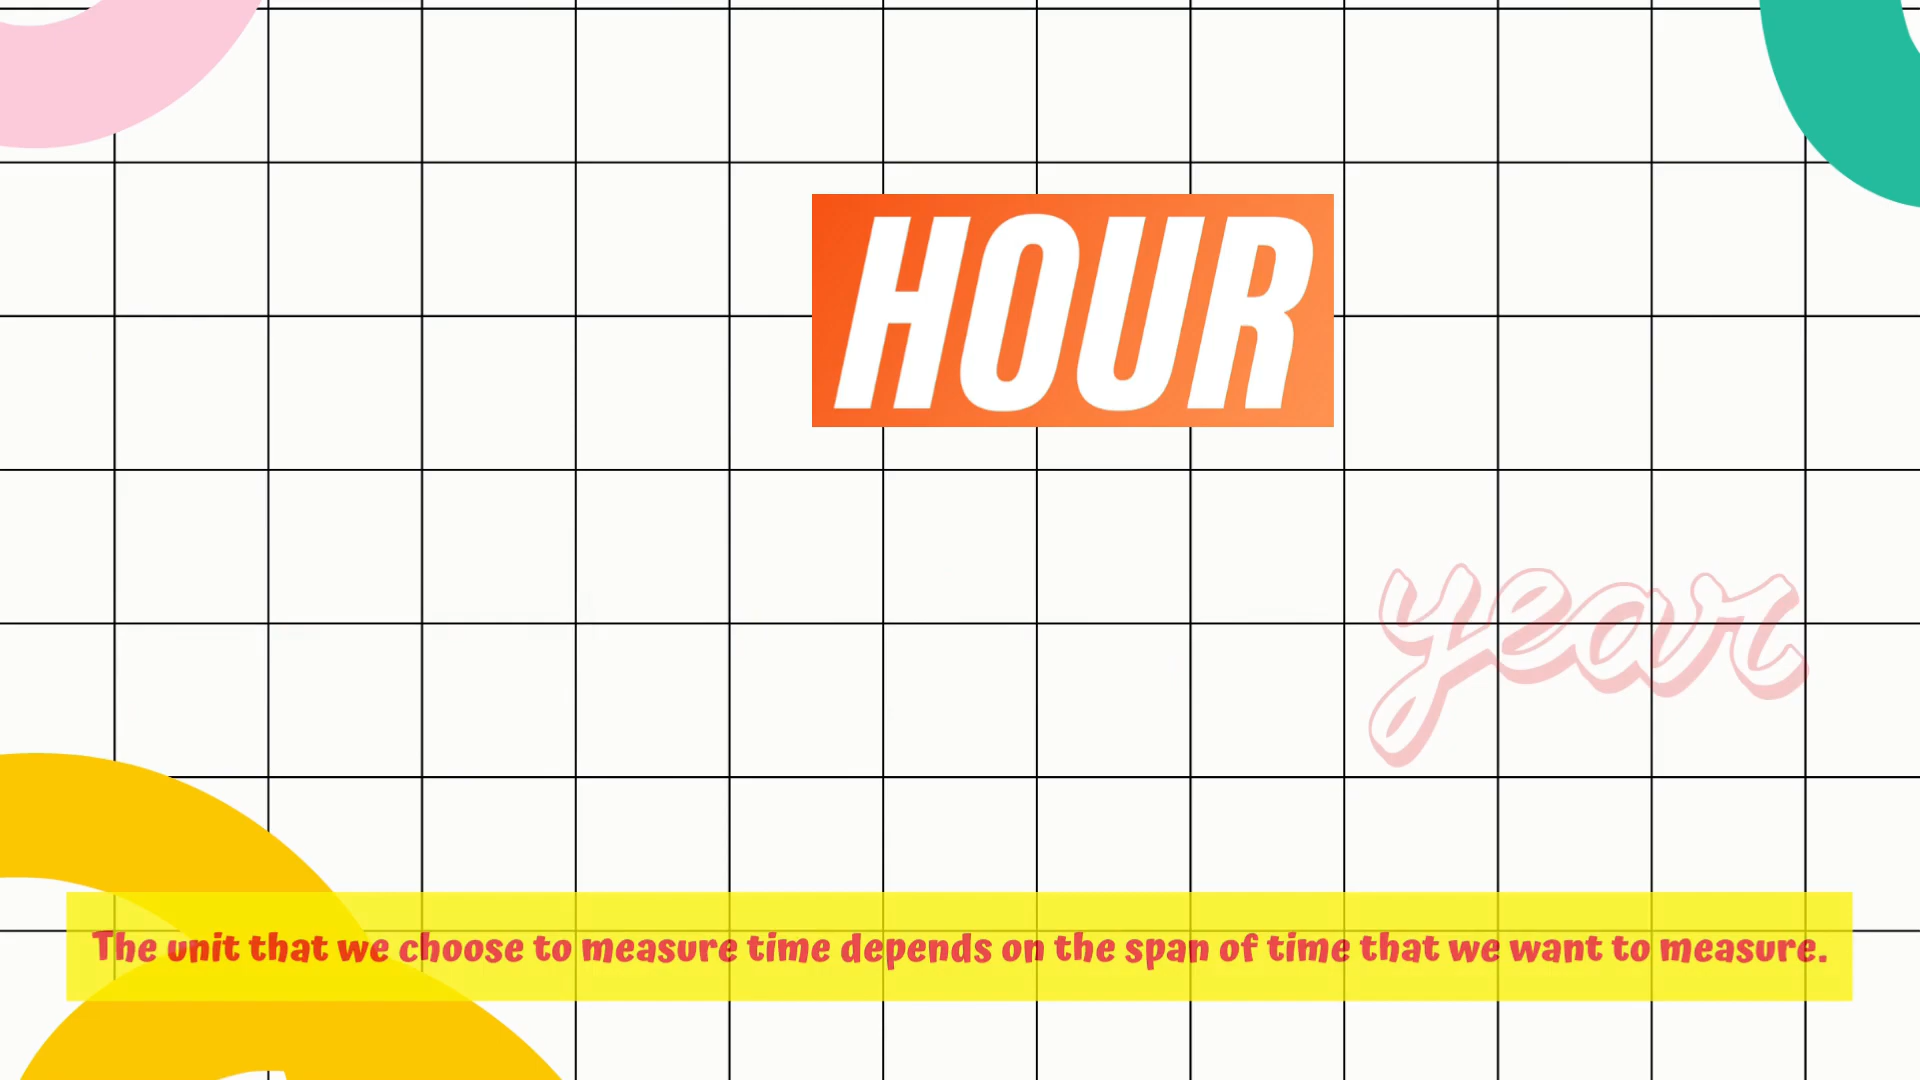 HOUR
year
The unit that we choose to measure time depends on the span of time that we want to measure.